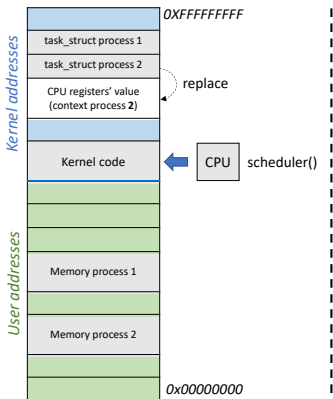 0XFFFFFFFFF
task_struct process 1
task_struct process 2
replace
CPU registers' value
(context process 2)
Kernel addresses
Kernel code
CPU
scheduler()
User addresses
Memory process 1
Memory process 2
0x00000000